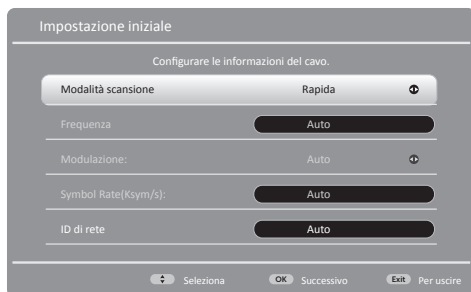 Impostazione iniziale
Configurare le informazioni del cavo.
Modalità scansione Rapida
Frequenza Auto
Modulazione: Auto
Symbol Rate(Ksym/s): Auto
ID di rete Auto
Seleziona OK Successivo Exit Per uscire